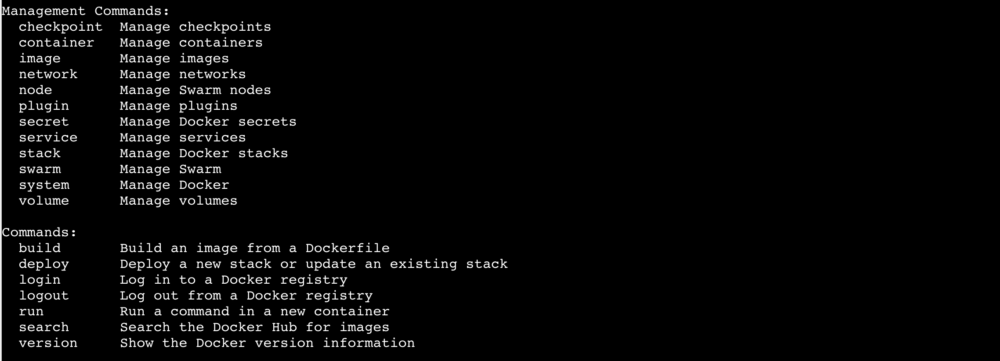 Management Commands:
  checkpoint  Manage checkpoints
  container   Manage containers
  image       Manage images
  network     Manage networks
  node        Manage Swarm nodes
  plugin      Manage plugins
  secret      Manage Docker secrets
  service     Manage services
  stack       Manage Docker stacks
  swarm       Manage Swarm
  system      Manage Docker
  volume      Manage volumes

Commands:
  build       Build an image from a Dockerfile
  deploy      Deploy a new stack or update an existing stack
  login       Log in to a Docker registry
  logout      Log out from a Docker registry
  run         Run a command in a new container
  search      Search the Docker Hub for images
  version     Show the Docker version information